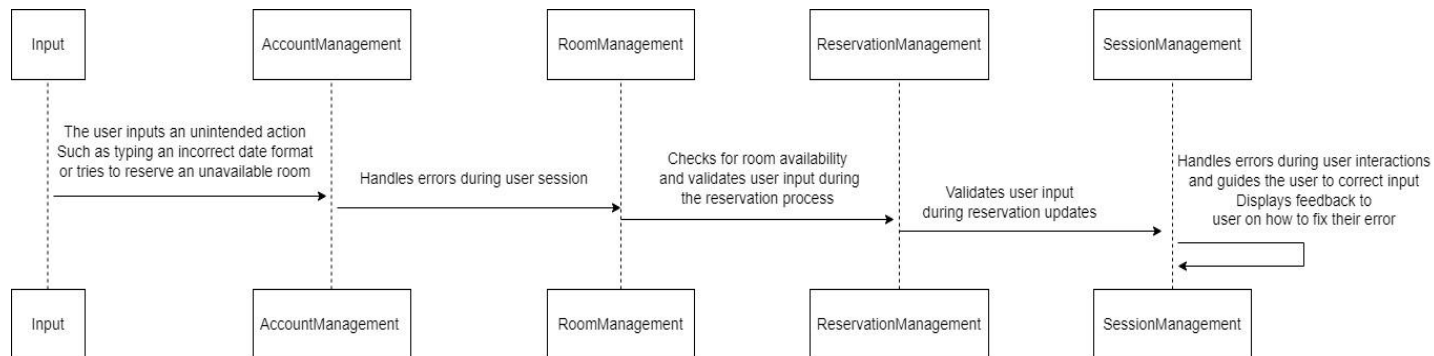 Input
AccountManagement
RoomManagement
ReservationManagement
SessionManagement
The user inputs an unintended action
Such as typing an incorrect date format
or tries to reserve an unavailable room
Handles errors during user session
Checks for room availability
and validates user input during
the reservation process
Validates user input
during reservation updates
Handles errors during user interactions
and guides the user to correct input
Displays feedback to
user on how to fix their error
Input
AccountManagement
RoomManagement
ReservationManagement
SessionManagement